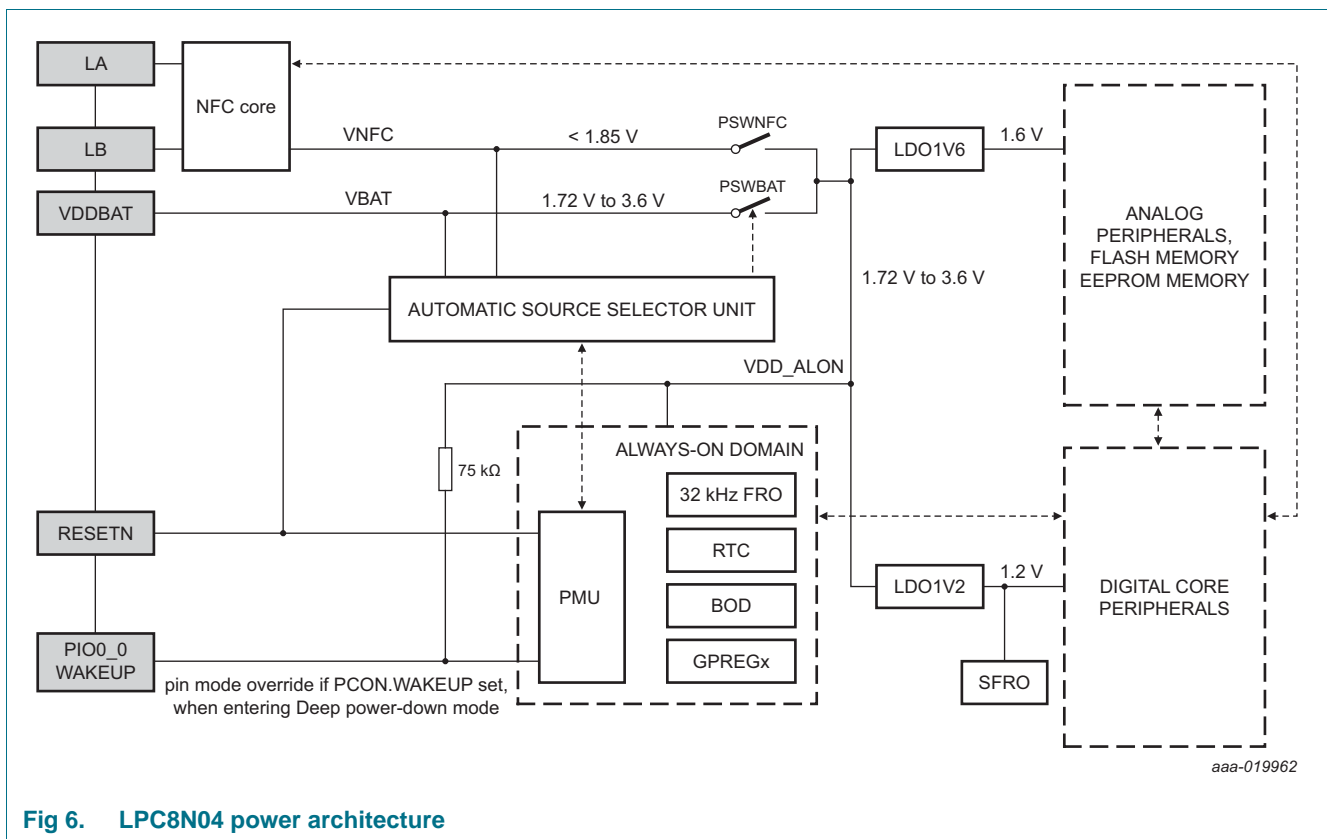 LA
NFC core
LB
VNFC
< 1.85 V
PSWNFC
LDO1V6
1.6 V
VDDBAT
VBAT
1.72 V to 3.6 V
PSWBAT
ANALOG
PERIPHERALS,
FLASH MEMORY
EEPROM MEMORY
1.72 V to 3.6 V
AUTOMATIC SOURCE SELECTOR UNIT
VDD_ALON
75 kΩ
ALWAYS-ON DOMAIN
32 kHz FRO
RTC
BOD
GPREGx
PMU
RESETN
PIO0_0
WAKEUP
pin mode override if PCON.WAKEUP set,
when entering Deep power-down mode
LDO1V2
1.2 V
SFRO
DIGITAL CORE
PERIPHERALS
aaa-019962
Fig 6. LPC8N04 power architecture